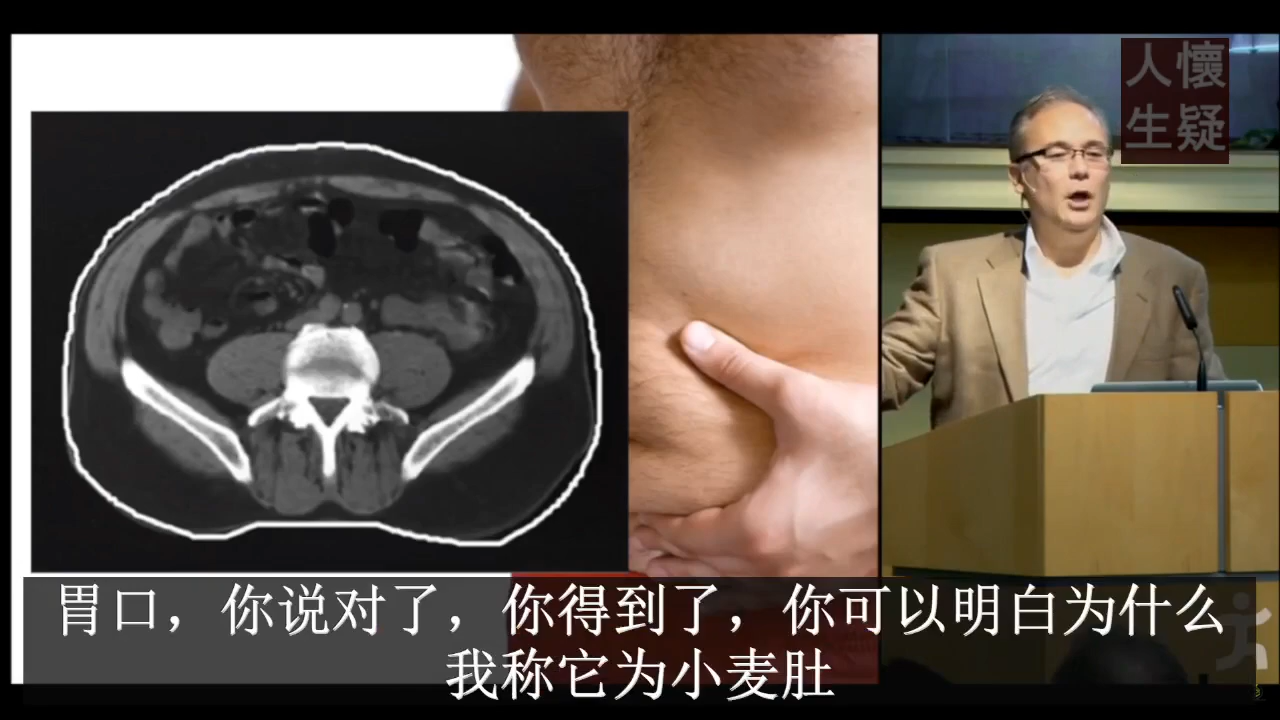 人懷
生疑
胃口，你说对了，你得到了，你可以明白为什么
我称它为小麦肚